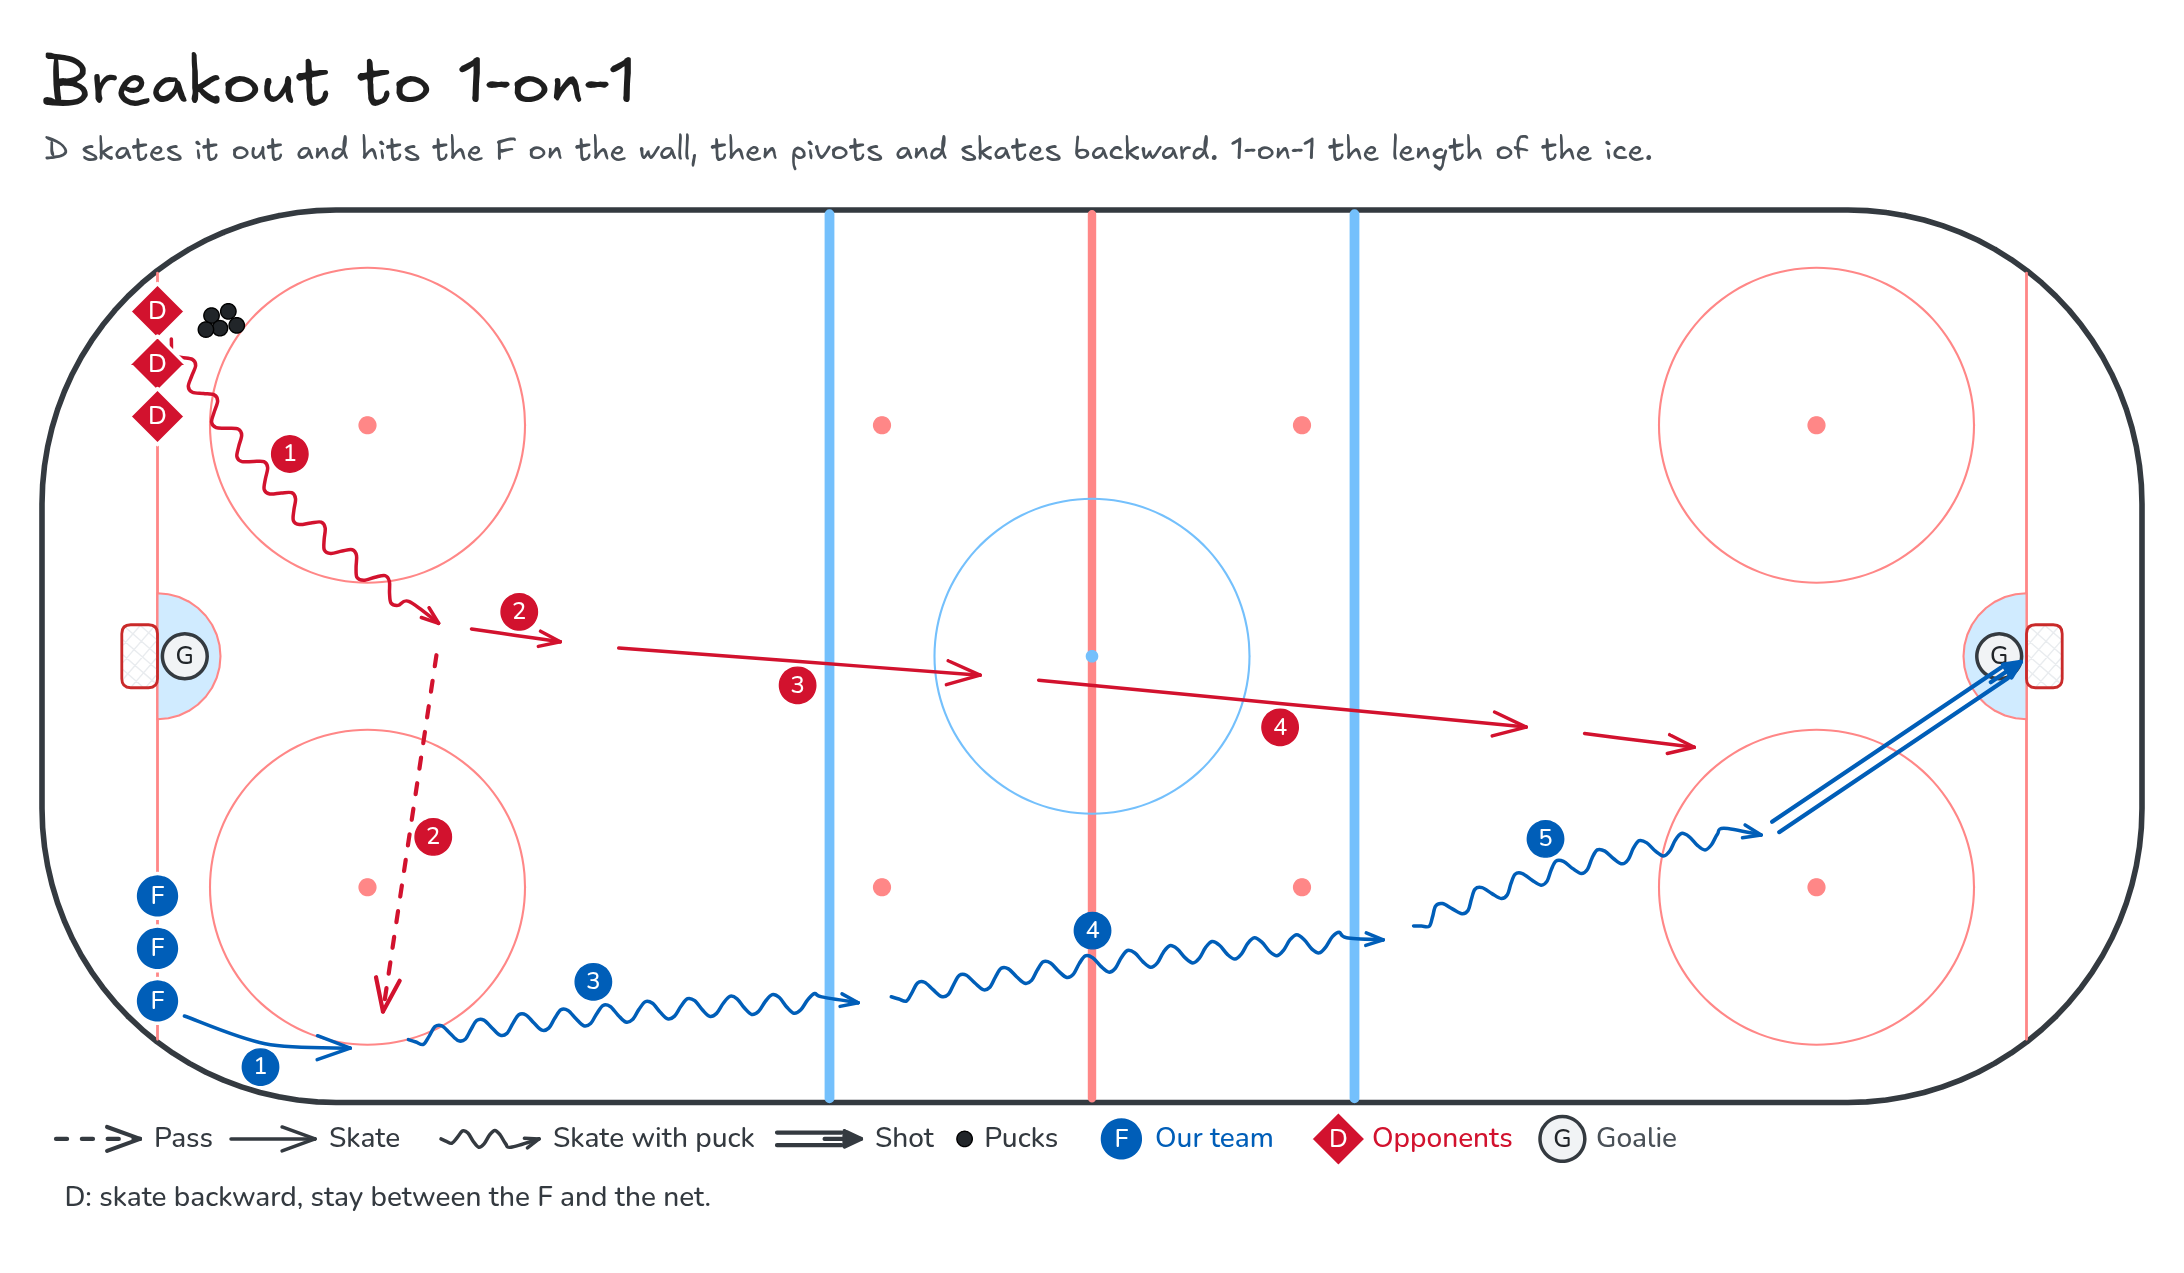 Breakout to 1-on-1
D skates it out and hits the F on the wall, then pivots and skates backward. 1-on-1 the length of the ice.
D
D
D
1
2
3
4
G
G
2
5
F
F
F
4
3
1
Pass Skate Skate with puck Shot Pucks F Our team D Opponents G Goalie
D: skate backward, stay between the F and the net.